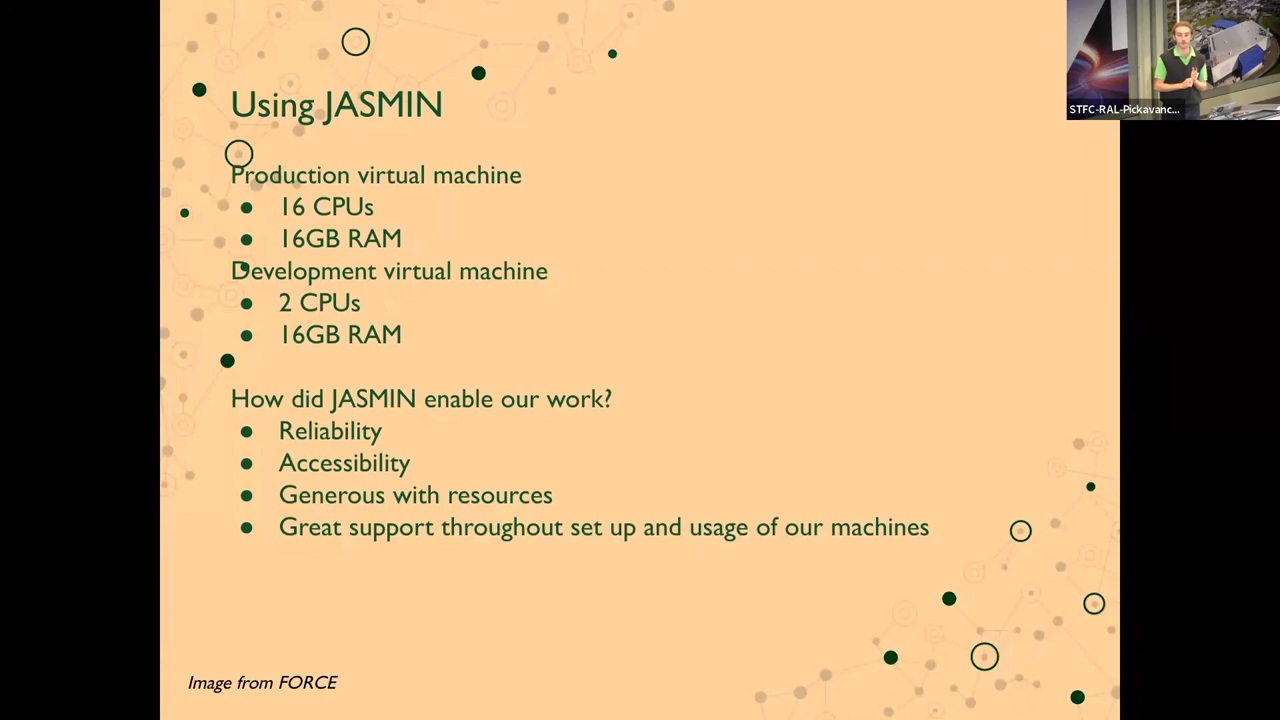 Using JASMIN
STFC-RAL-Pickavanc...
Production virtual machine
● 16 CPUs
● 16GB RAM
Development virtual machine
● 2 CPUs
● 16GB RAM
How did JASMIN enable our work?
● Reliability
● Accessibility
● Generous with resources
● Great support throughout set up and usage of our machines
Image from FORCE